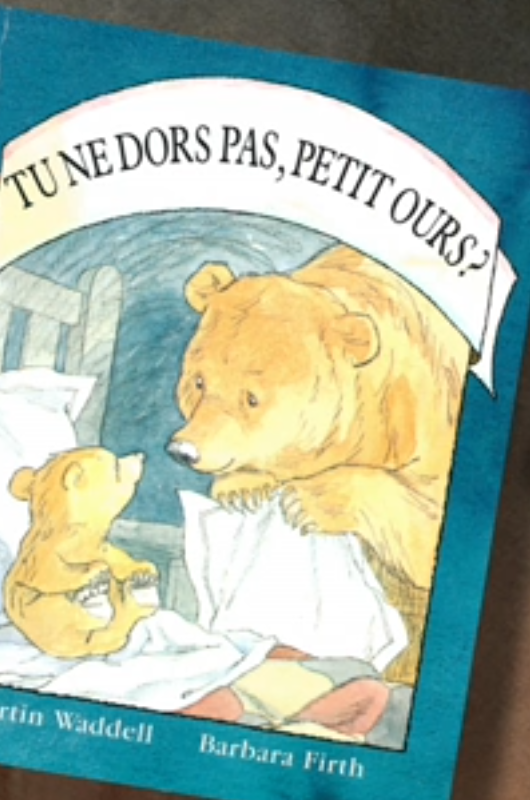 TU NE DORS PAS, PETIT OURS?
rtin Waddell Barbara Firth